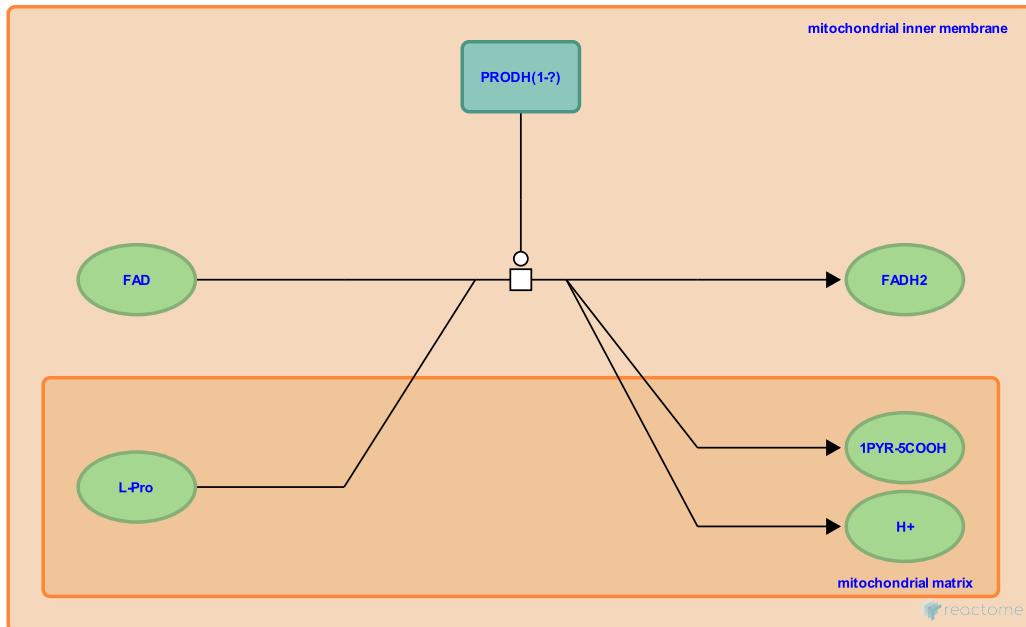 mitochondrial inner membrane
PRODH(1-?)
FAD
FADH2
1PYR-5COOH
L-Pro
H+
mitochondrial matrix
reactome